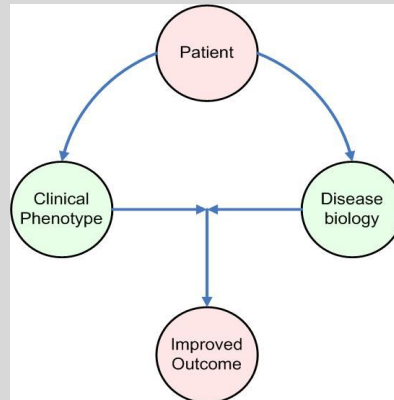 Patient
Clinical
Phenotype
Disease
biology
Improved
Outcome